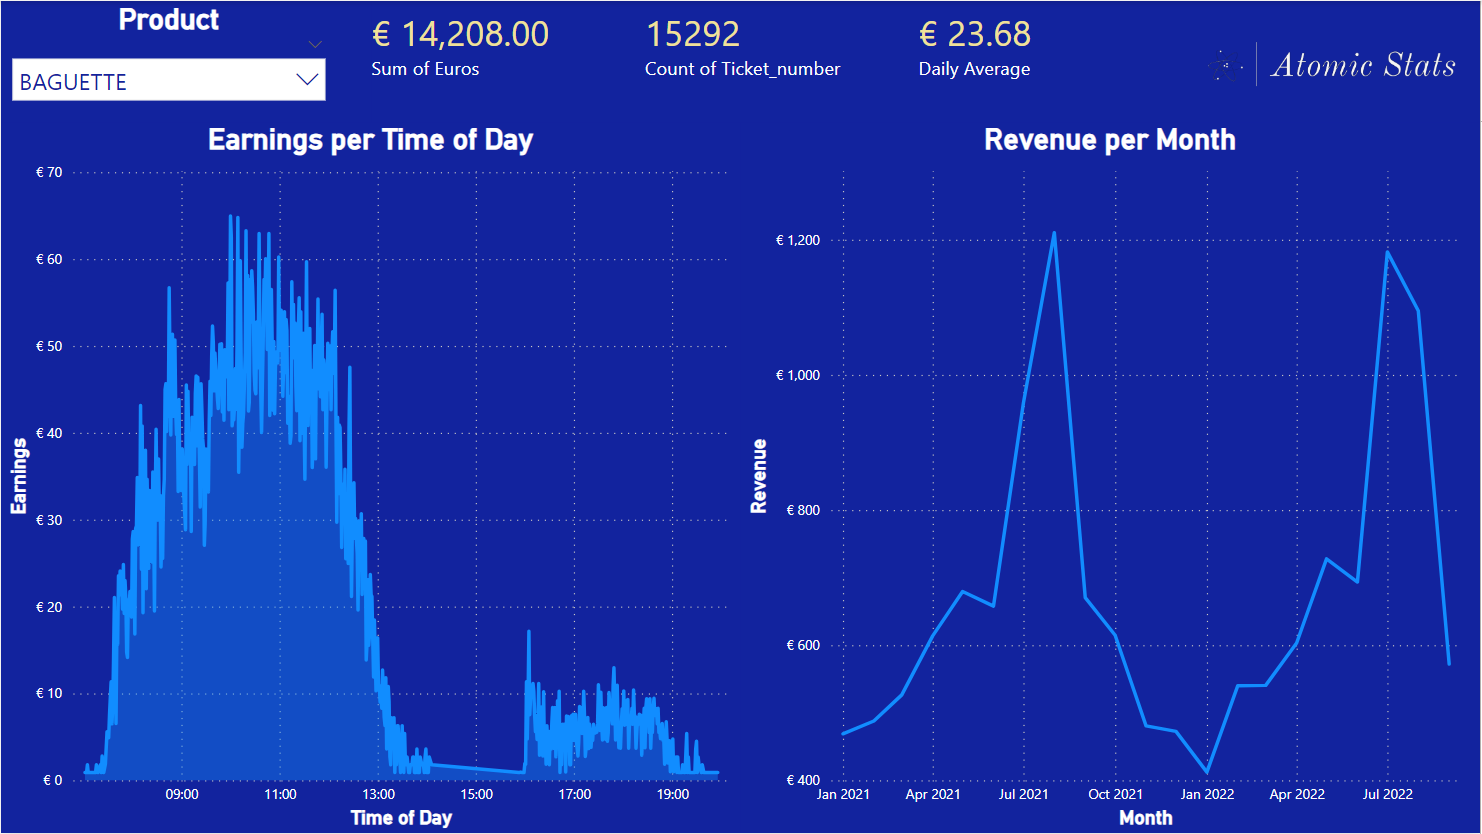 Product
BAGUETTE
€ 14,208.00
Sum of Euros
15292
Count of Ticket_number
€ 23.68
Daily Average
Atomic Stats
Earnings per Time of Day
€ 70
€ 60
€ 50
€ 40
€ 30
€ 20
€ 10
€ 0
Earnings
09:00 11:00 13:00 15:00 17:00 19:00
Time of Day
Revenue per Month
€ 1,200
€ 1,000
€ 800
€ 600
€ 400
Revenue
Jan 2021 Apr 2021 Jul 2021 Oct 2021 Jan 2022 Apr 2022 Jul 2022
Month